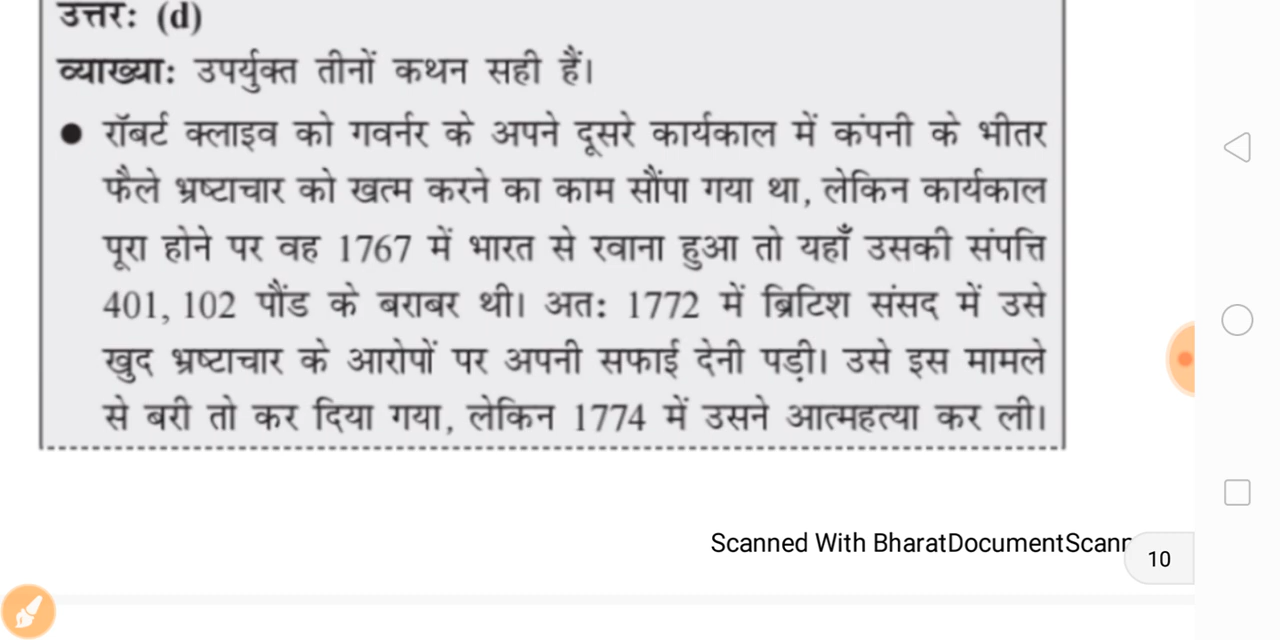 उत्तरः (d)
व्याख्याः उपर्युक्त तीनों कथन सही हैं।
● रॉबर्ट क्लाइव को गवर्नर के अपने दूसरे कार्यकाल में कंपनी के भीतर
फैले भ्रष्टाचार को खत्म करने का काम सौंपा गया था, लेकिन कार्यकाल
पूरा होने पर वह 1767 में भारत से रवाना हुआ तो यहाँ उसकी संपत्ति
401, 102 पौंड के बराबर थी। अतः 1772 में ब्रिटिश संसद में उसे
खुद भ्रष्टाचार के आरोपों पर अपनी सफाई देनी पड़ी। उसे इस मामले
से बरी तो कर दिया गया, लेकिन 1774 में उसने आत्महत्या कर ली।
Scanned With BharatDocumentScann
10